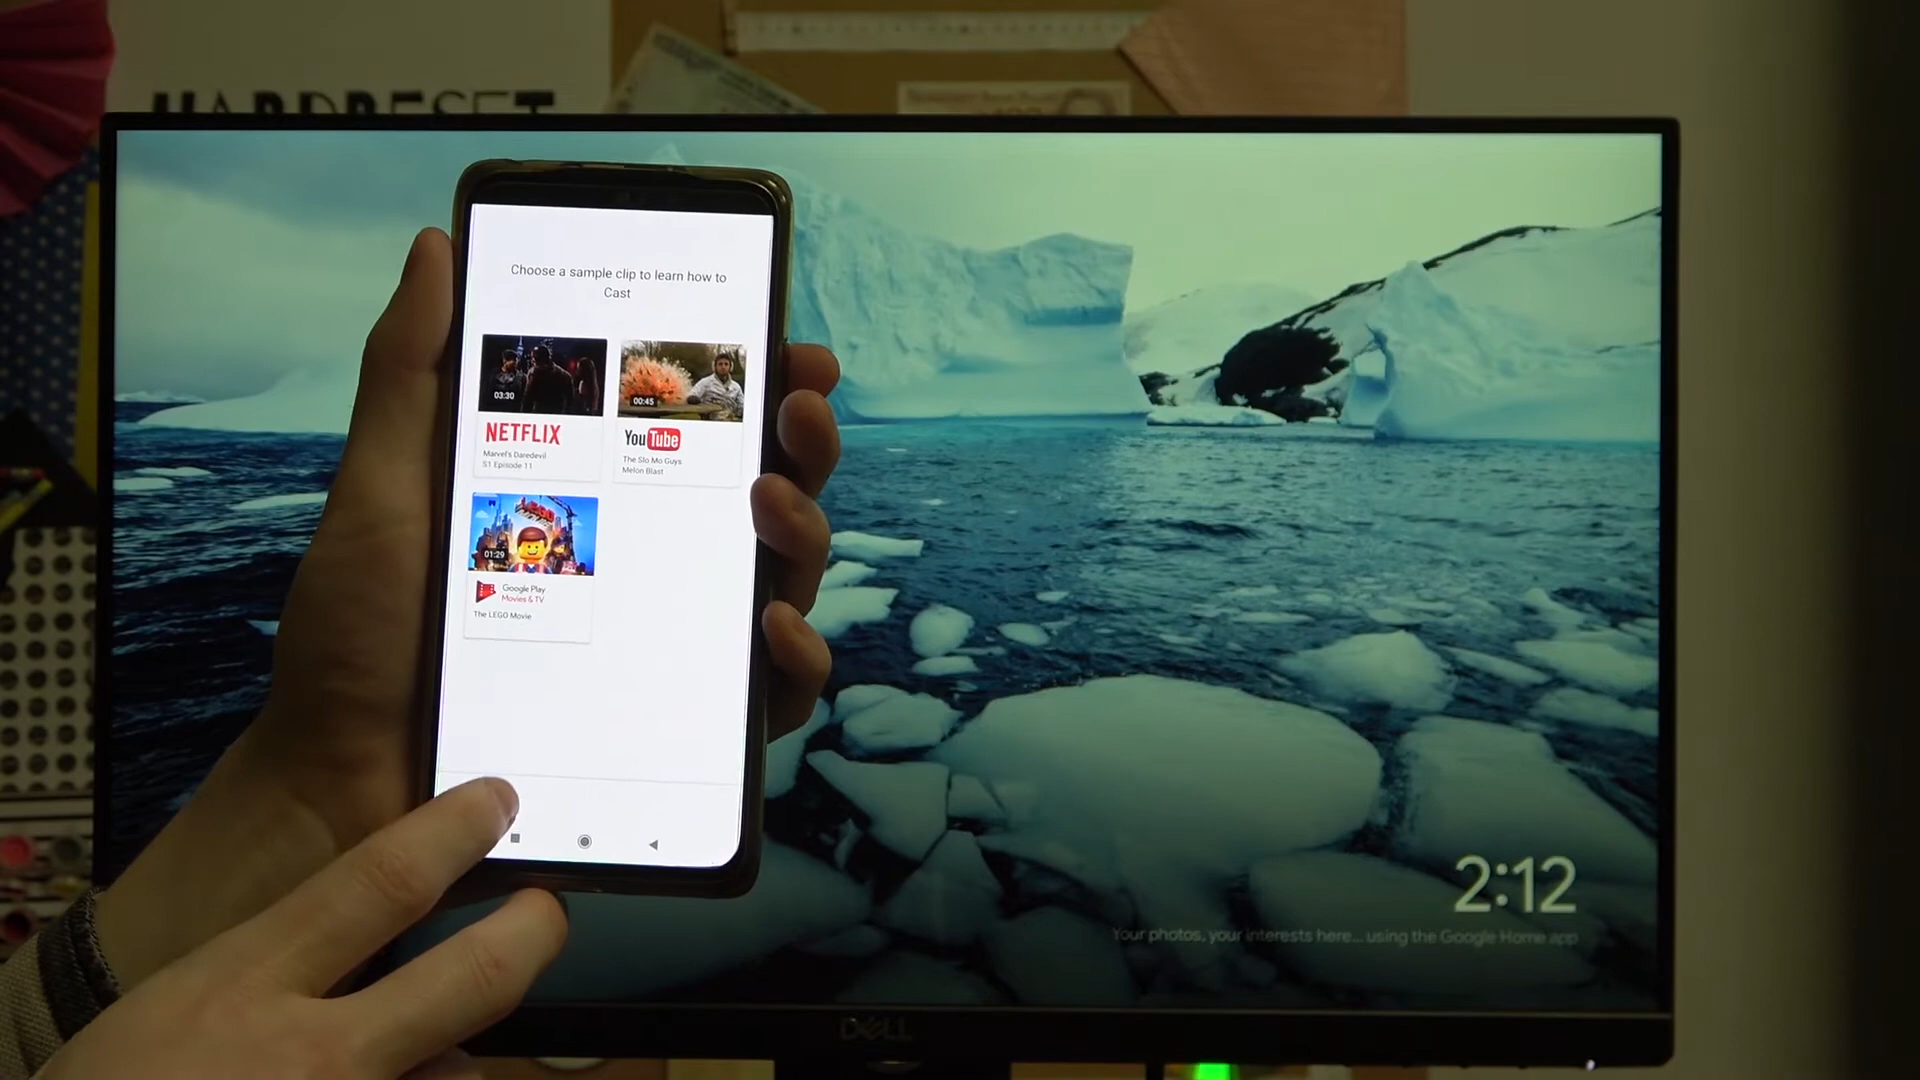 HARDRESET
Choose a sample clip to learn how to
Cast
03:30
NETFLIX
Marvel's Daredevil
S1 Episode 11
00:45
YouTube
The Slo Mo Guys
Melon Blast
LEGO
01:29
Google Play
Movies & TV
The LEGO Movie
2:12
Your photos, your interests here... using the Google Home app
DELL